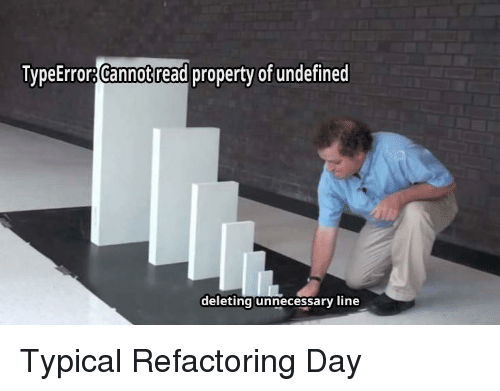 TypeError: Cannot read property of undefined
deleting unnecessary line
Typical Refactoring Day